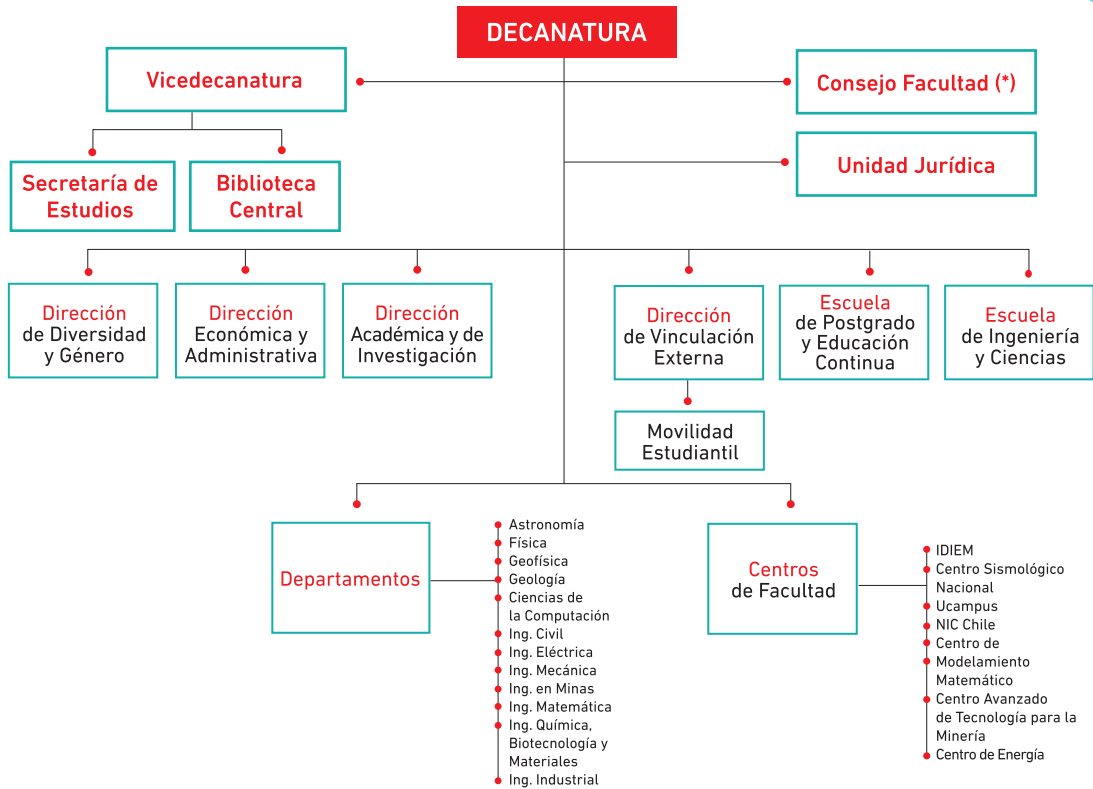 DECANATURA
Vicedecanatura
Consejo Facultad (*)
Unidad Jurídica
Secretaría de
Estudios
Biblioteca
Central
Dirección
de Diversidad
y Género
Dirección
Económica y
Administrativa
Dirección
Académica y de
Investigación
Dirección
de Vinculación
Externa
Escuela
de Postgrado
y Educación
Continua
Escuela
de Ingeniería
y Ciencias
Movilidad
Estudiantil
Departamentos
Astronomía
Física
Geofísica
Geología
Ciencias de
la Computación
Ing. Civil
Ing. Eléctrica
Ing. Mecánica
Ing. en Minas
Ing. Matemática
Ing. Química,
Biotecnología y
Materiales
Ing. Industrial
Centros
de Facultad
IDIEM
Centro Sismológico
Nacional
Ucampus
NIC Chile
Centro de
Modelamiento
Matemático
Centro Avanzado
de Tecnología para la
Minería
Centro de Energía